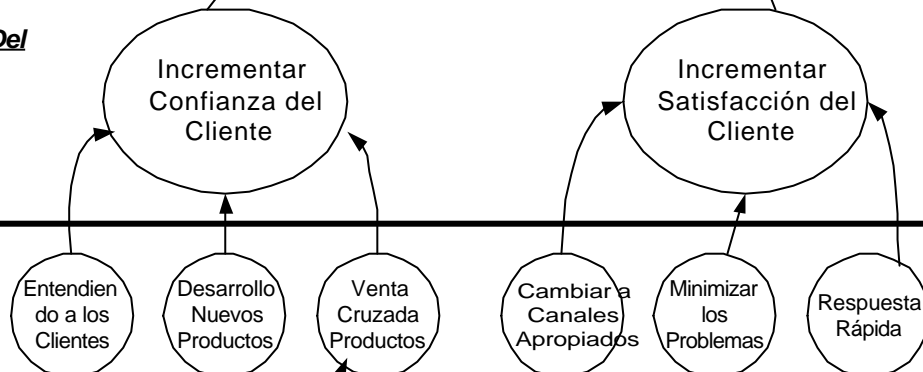 Del
Incrementar
Confianza del
Cliente
Incrementar
Satisfacción del
Cliente
Entendien
do a los
Clientes
Desarrollo
Nuevos
Productos
Venta
Cruzada
Productos
Cambiar a
Canales
Apropiados
Minimizar
los
Problemas
Respuesta
Rápida